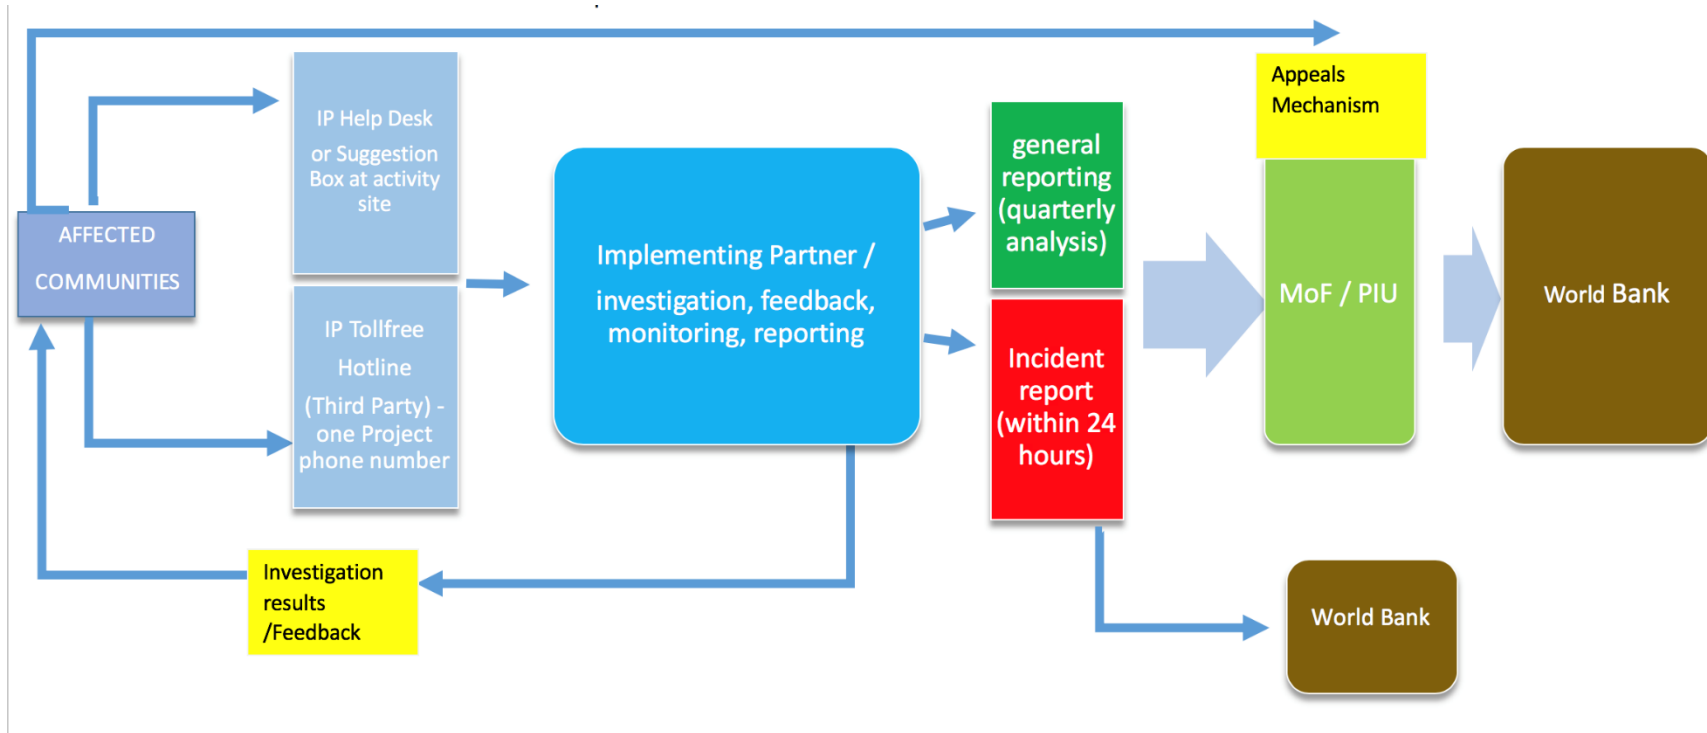 AFFECTED
COMMUNITIES
IP Help Desk
or Suggestion
Box at activity
site
IP Tollfree
Hotline
(Third Party) -
one Project
phone number
Implementing Partner /
investigation, feedback,
monitoring, reporting
general
reporting
(quarterly
analysis)
Incident
report
(within 24
hours)
Appeals
Mechanism
MoF / PIU
World Bank
Investigation
results
/Feedback
World Bank